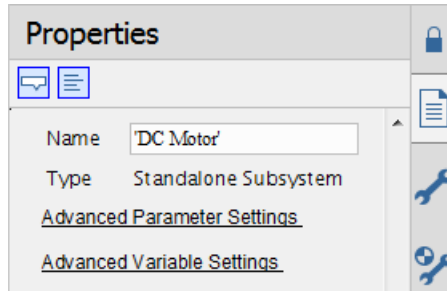 Properties
Name 'DC Motor'
Type Standalone Subsystem
Advanced Parameter Settings
Advanced Variable Settings